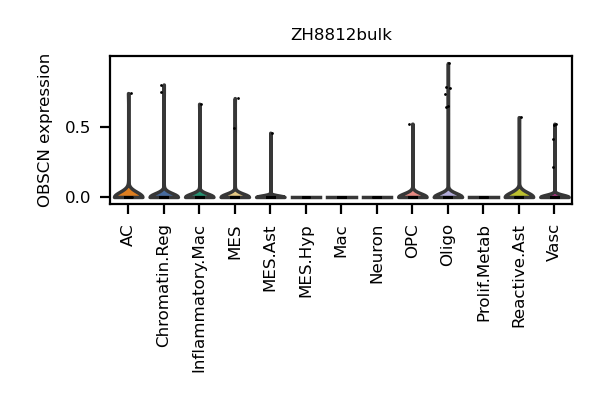 ZH8812bulk
OBSCN expression
0.5
0.0
AC
Chromatin.Reg
Inflammatory.Mac
MES
MES.Ast
MES.Hyp
Mac
Neuron
OPC
Oligo
Prolif.Metab
Reactive.Ast
Vasc